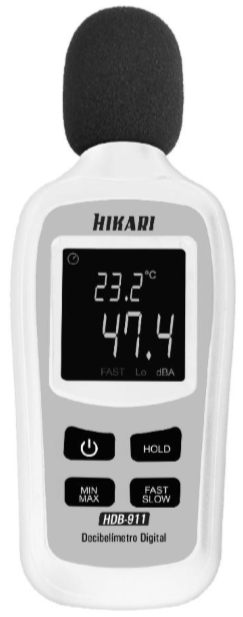 HIKARI
23.2°C
47.4
FAST Lo dBA
HOLD
MIN
MAX
FAST
SLOW
HDB-911
Decibelímetro Digital